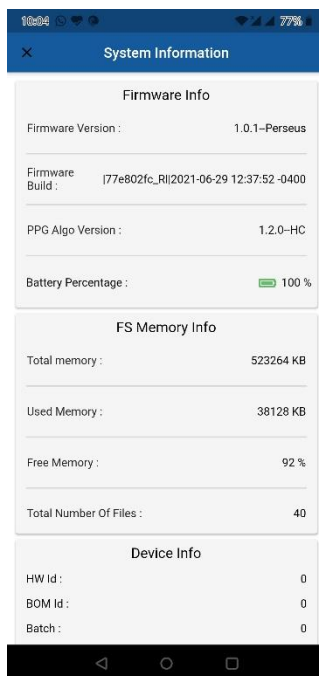 10:04 77%
× System Information
Firmware Info
Firmware Version : 1.0.1-Perseus
Firmware
Build : |77e802fc_RI|2021-06-29 12:37:52 -0400
PPG Algo Version : 1.2.0-HC
Battery Percentage : 100 %
FS Memory Info
Total memory : 523264 KB
Used Memory : 38128 KB
Free Memory : 92 %
Total Number Of Files : 40
Device Info
HW Id : 0
BOM Id : 0
Batch : 0